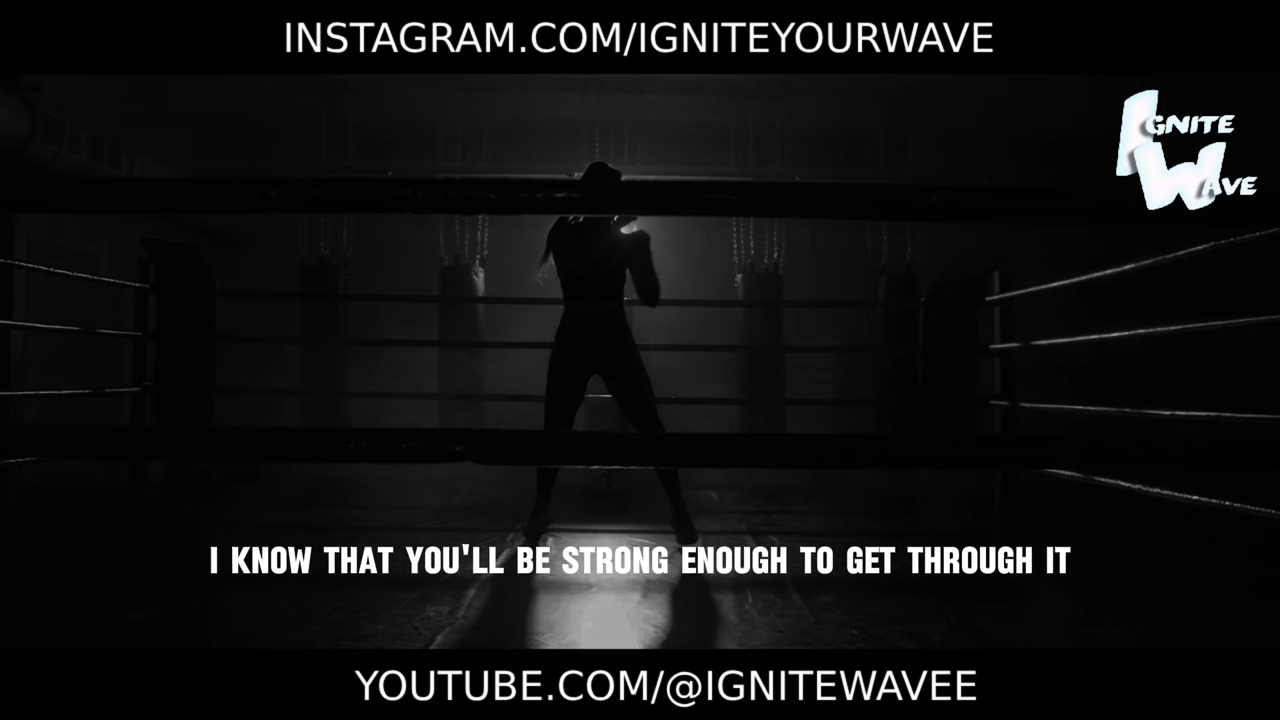 INSTAGRAM.COM/IGNITEYOURWAVE
IGNITE
WAVE
I KNOW THAT YOU'LL BE STRONG ENOUGH TO GET THROUGH IT
YOUTUBE.COM/@IGNITEWAVEE